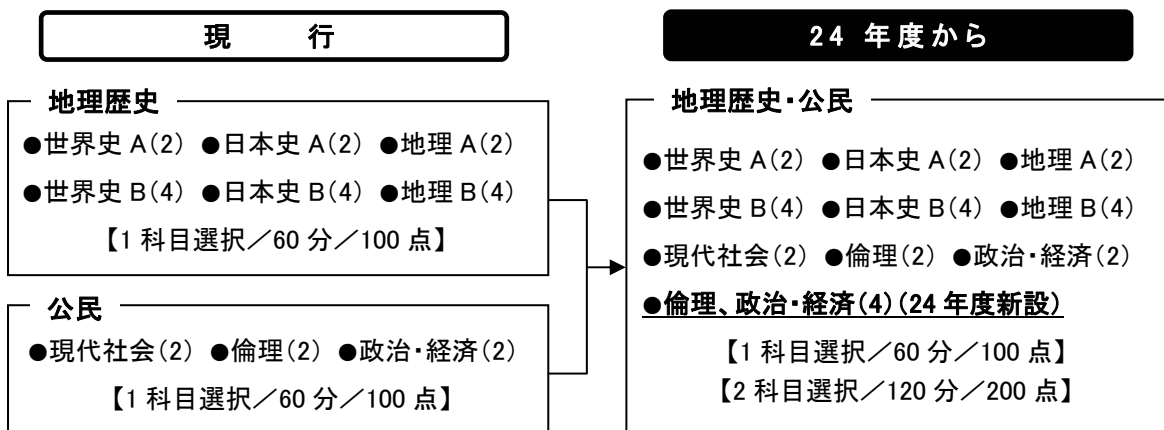 現　行
地理歴史
●世界史 A(2) ●日本史 A(2) ●地理 A(2)
●世界史 B(4) ●日本史 B(4) ●地理 B(4)
【1 科目選択／60 分／100 点】
公民
●現代社会(2) ●倫理(2) ●政治・経済(2)
【1 科目選択／60 分／100 点】
24 年度から
地理歴史・公民
●世界史 A(2) ●日本史 A(2) ●地理 A(2)
●世界史 B(4) ●日本史 B(4) ●地理 B(4)
●現代社会(2) ●倫理(2) ●政治・経済(2)
●倫理、政治・経済(4)(24 年度新設)
【1 科目選択／60 分／100 点】
【2 科目選択／120 分／200 点】